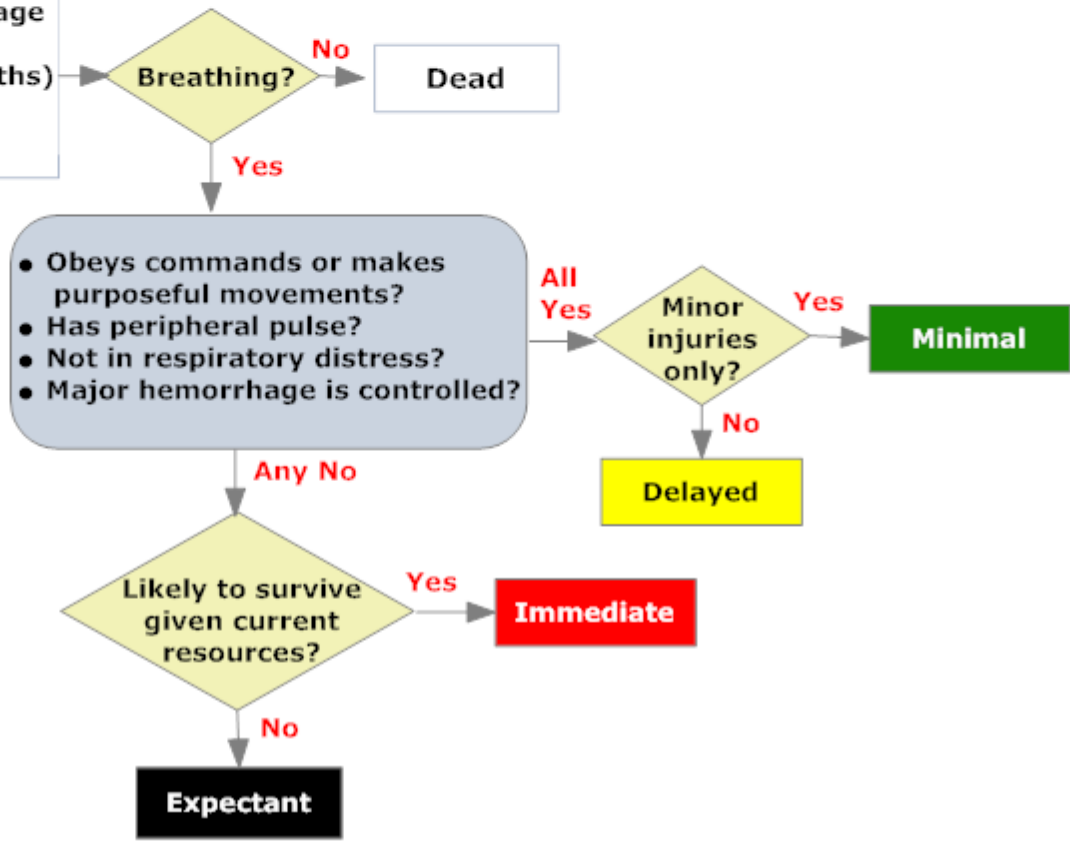 age
ths)
Breathing?
No
Dead
Yes
● Obeys commands or makes
purposeful movements?
● Has peripheral pulse?
● Not in respiratory distress?
● Major hemorrhage is controlled?
All
Yes
Minor
injuries
only?
Yes
Minimal
No
Delayed
Any No
Likely to survive
given current
resources?
Yes
Immediate
No
Expectant